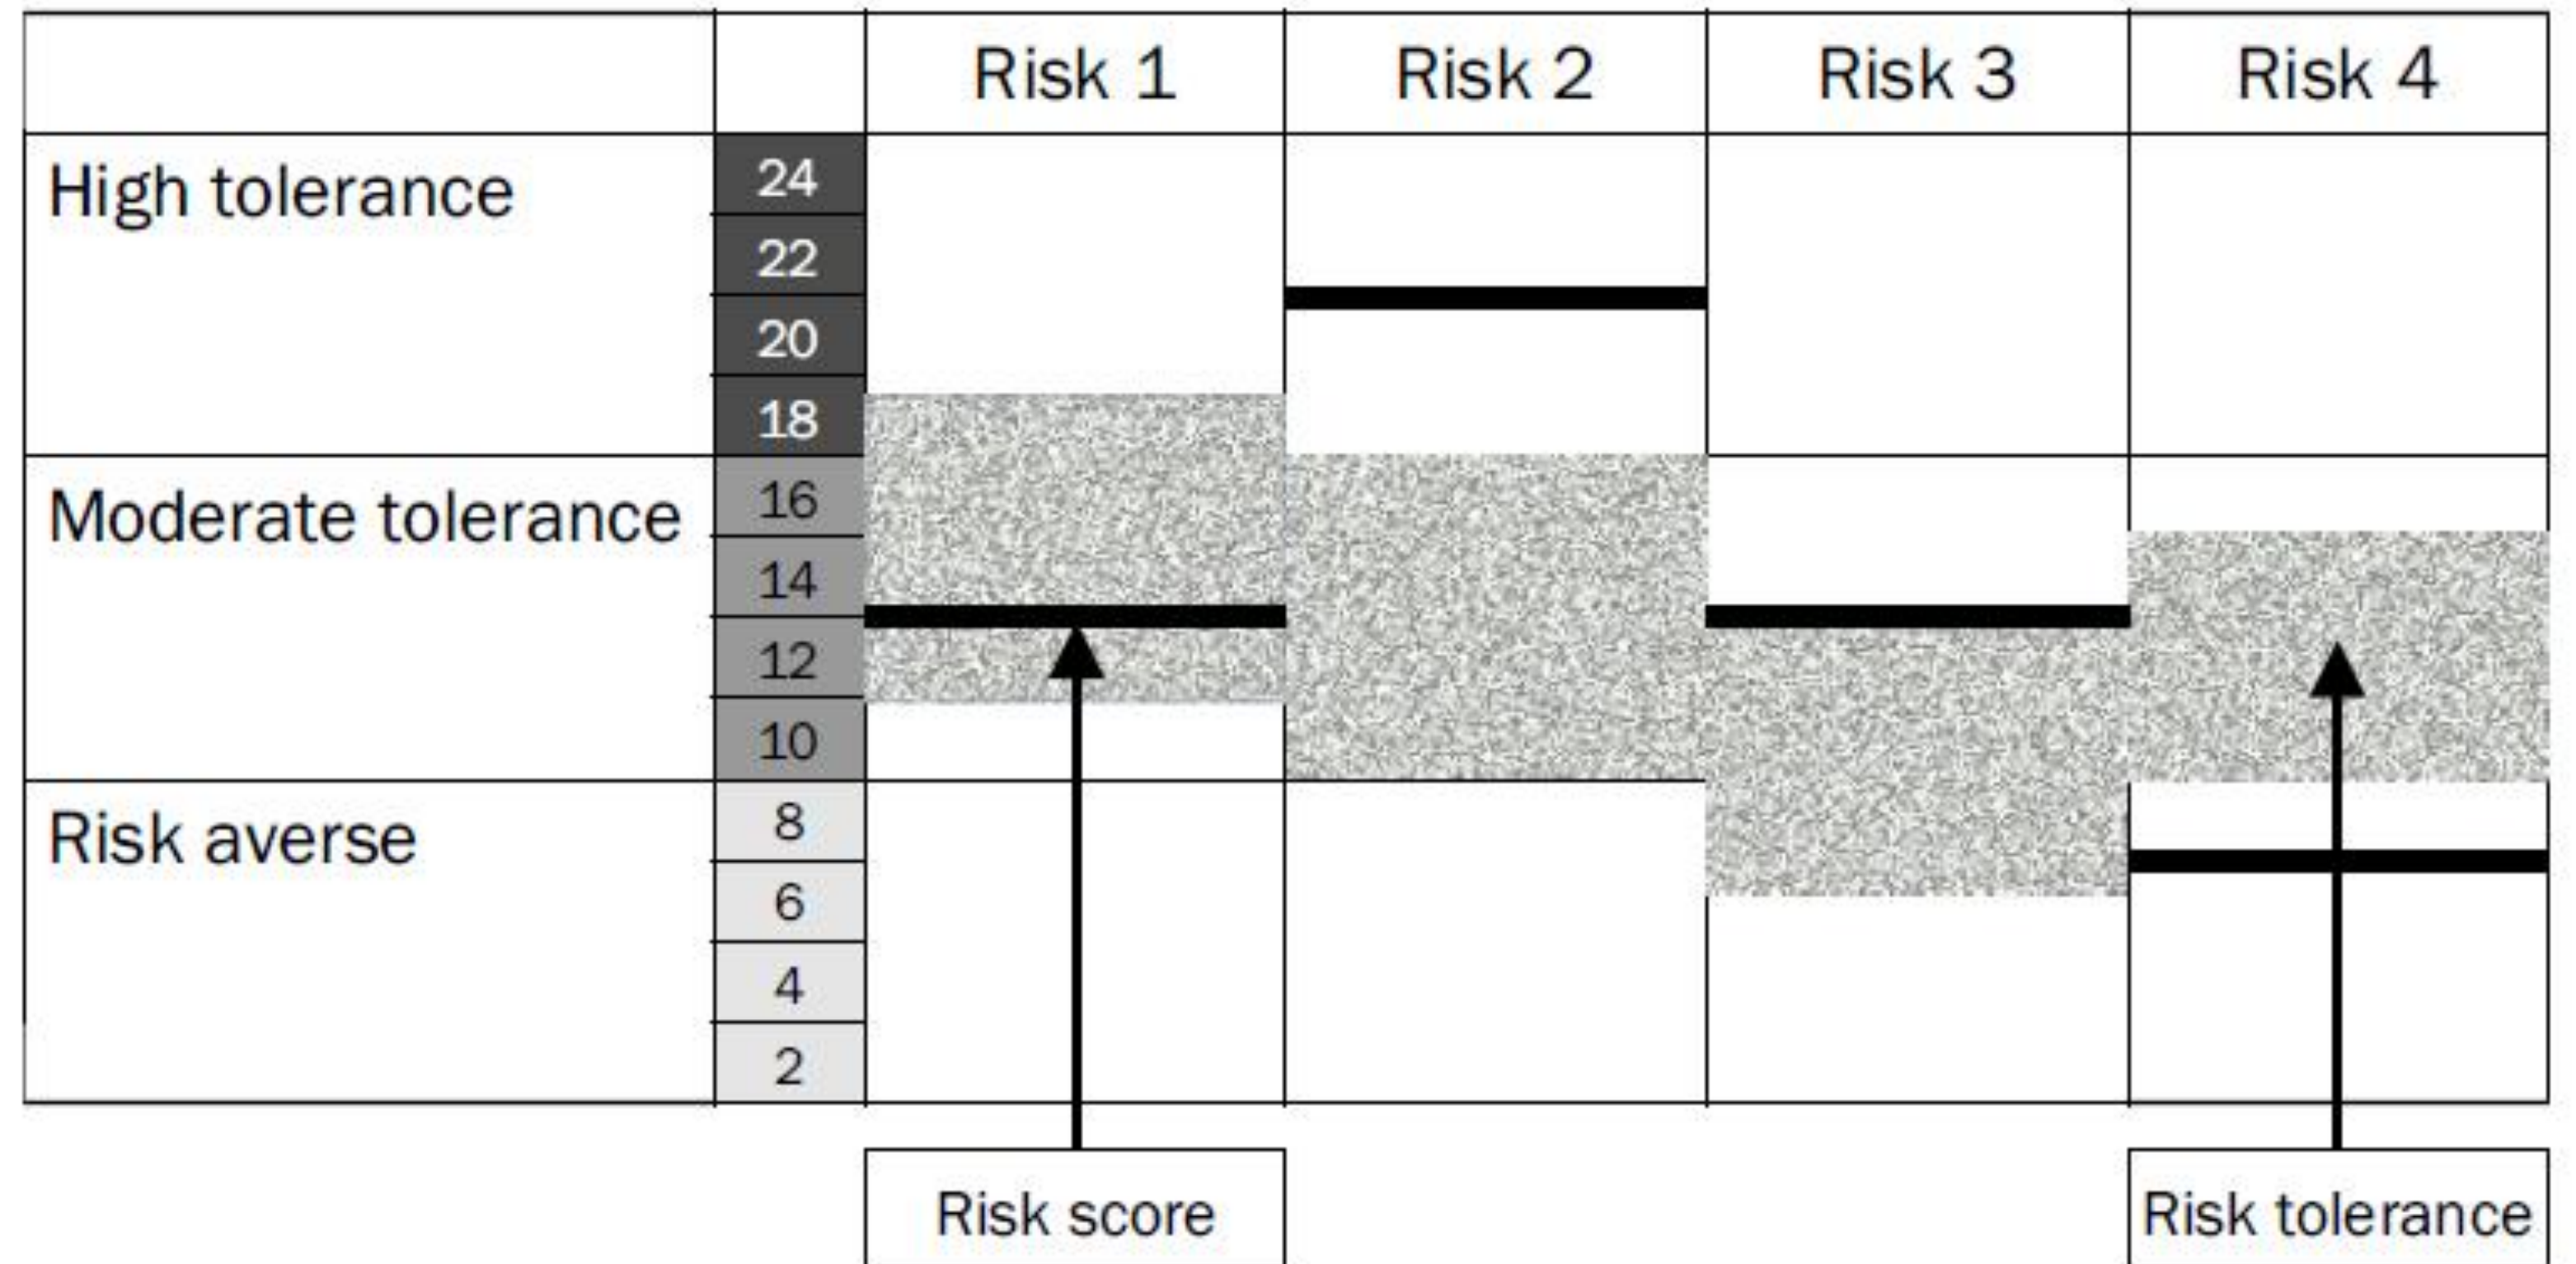 Risk 1 Risk 2 Risk 3 Risk 4
High tolerance 24
22
20
18
Moderate tolerance 16
14
12
10
Risk averse 8
6
4
2
Risk score Risk tolerance